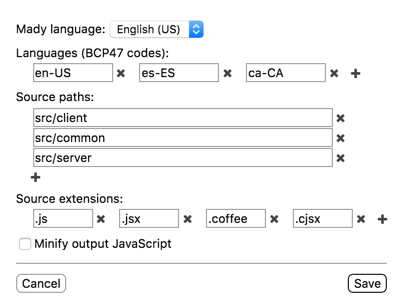 Mady language: English (US)
Languages (BCP47 codes):
en-US es-ES ca-CA
Source paths:
src/client
src/common
src/server
Source extensions:
.js .jsx .coffee .cjsx
Minify output JavaScript
Cancel Save